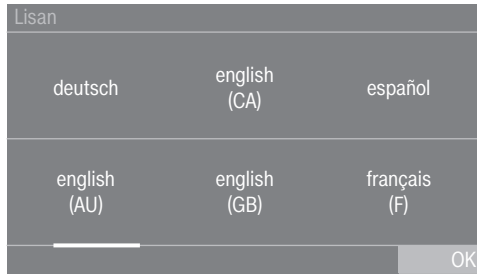 Lisan
deutsch
english
(CA)
español
english
(AU)
english
(GB)
français
(F)
OK